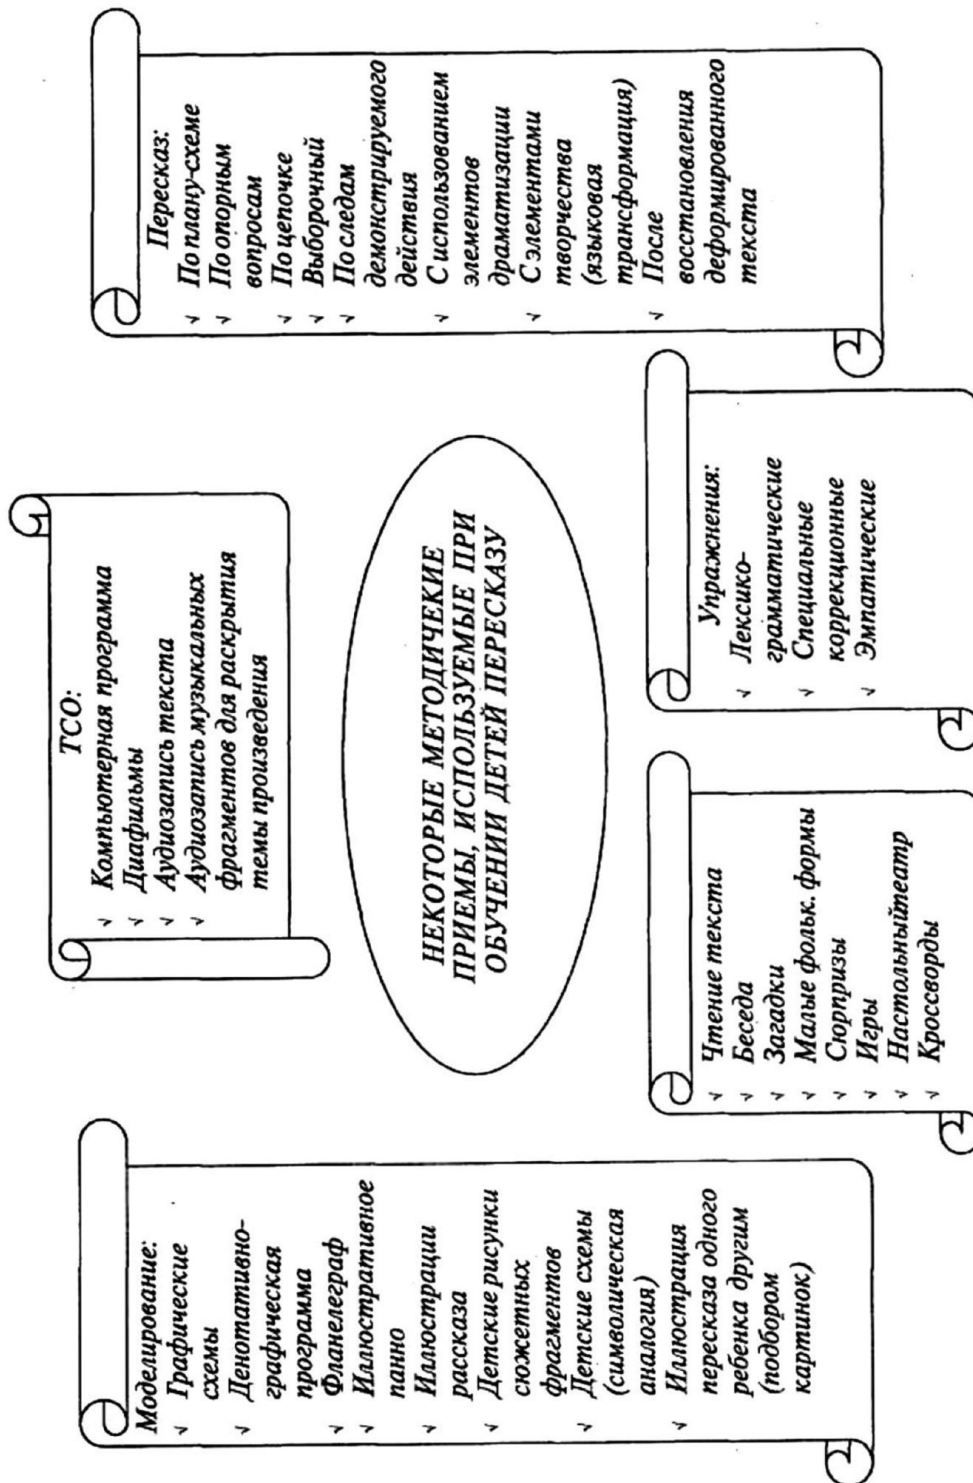 Моделирование:
√ Графические
схемы
√ Денотативно-
графическая
программа
√ Фланелеграф
√ Иллюстративное
панно
√ Иллюстрации
рассказа
√ Детские рисунки
сюжетных
фрагментов
√ Детские схемы
(символическая
аналогия)
√ Иллюстрация
пересказа одного
ребенка другим
(подбором
картинок)
ТСО:
√ Компьютерная программа
√ Диафильмы
√ Аудиозапись текста
√ Аудиозапись музыкальных
фрагментов для раскрытия
темы произведения
Пересказ:
√ По плану-схеме
√ По опорным
вопросам
√ По цепочке
√ Выборочный
√ По следам
демонстрируемого
действия
√ С использованием
элементов
драматизации
√ С элементами
творчества
(языковая
трансформация)
√ После
восстановления
деформированного
текста
НЕКОТОРЫЕ МЕТОДИЧЕКИЕ
ПРИЕМЫ, ИСПОЛЬЗУЕМЫЕ ПРИ
ОБУЧЕНИИ ДЕТЕЙ ПЕРЕСКАЗУ
√ Чтение текста
√ Беседа
√ Загадки
√ Малые фольк. формы
√ Сюрпризы
√ Игры
√ Настольныйтеатр
√ Кроссворды
Упражнения:
√ Лексико-
грамматические
√ Специальные
коррекционные
√ Эмпатические